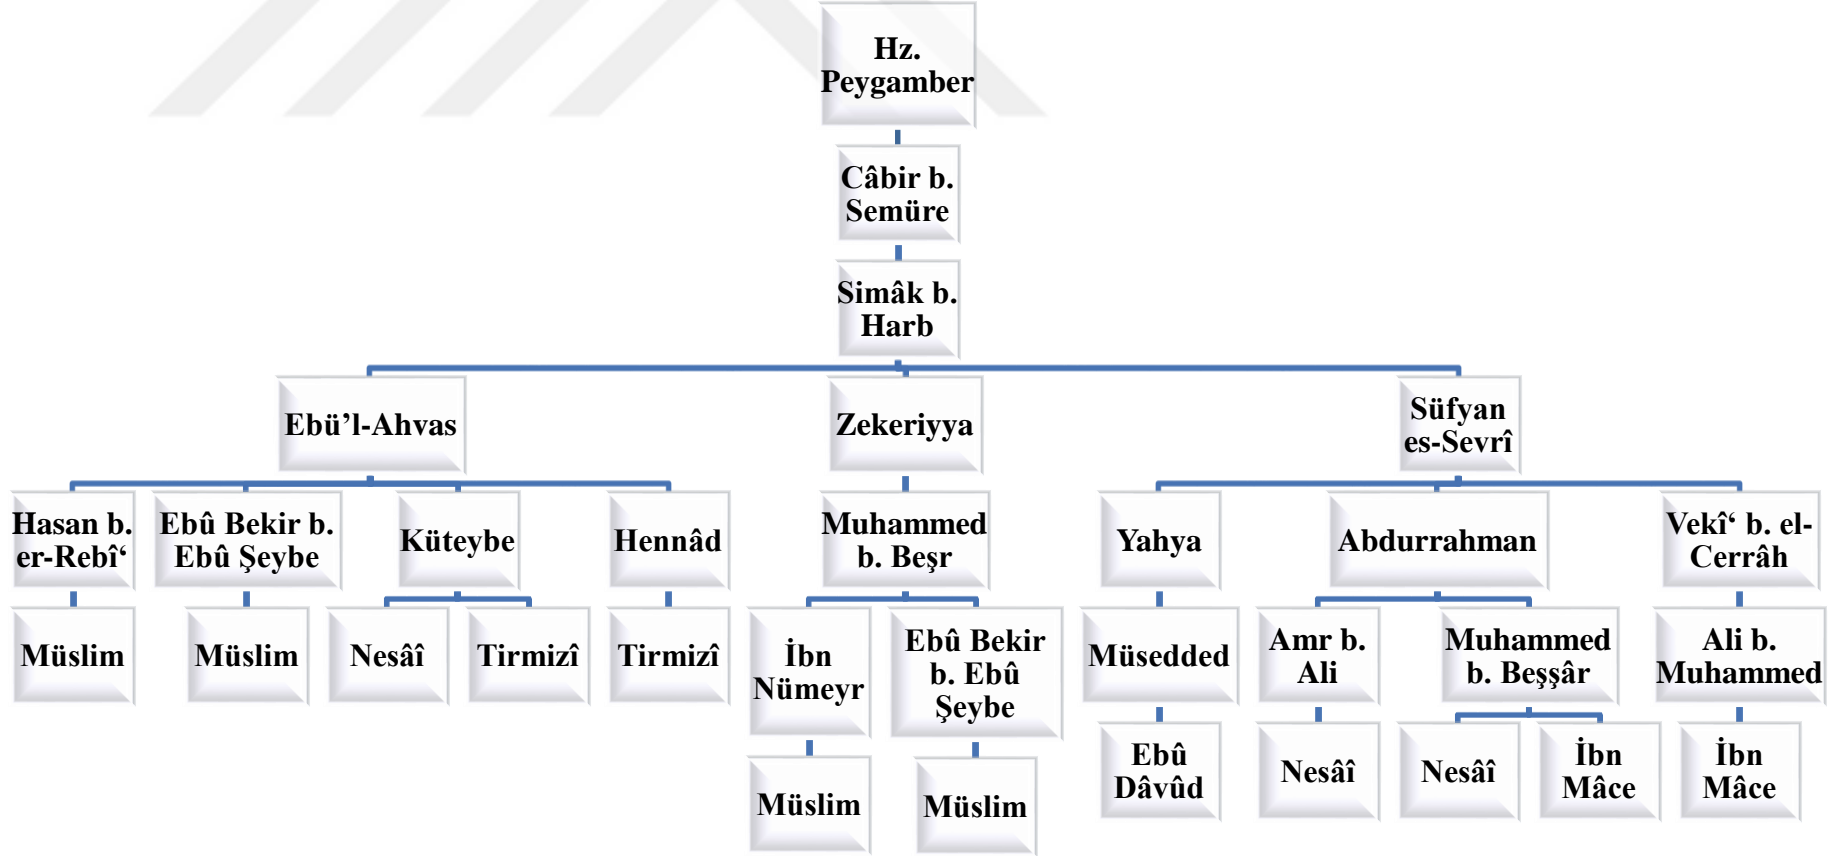 Hz.
Peygamber
Câbir b.
Semüre
Simâk b.
Harb
Ebü’l-Ahvas
Zekeriyya
Süfyan
es-Sevrî
Hasan b.
er-Rebî‘
Ebû Bekir b.
Ebû Şeybe
Küteybe
Hennâd
Muhammed
b. Beşr
Yahya
Abdurrahman
Vekî‘ b. el-
Cerrâh
Müslim
Müslim
Nesâî
Tirmizî
Tirmizî
İbn
Nümeyr
Ebû Bekir
b. Ebû
Şeybe
Müsedded
Amr b.
Ali
Muhammed
b. Beşşâr
Ali b.
Muhammed
Müslim
Müslim
Ebû
Dâvûd
Nesâî
Nesâî
İbn
Mâce
İbn
Mâce